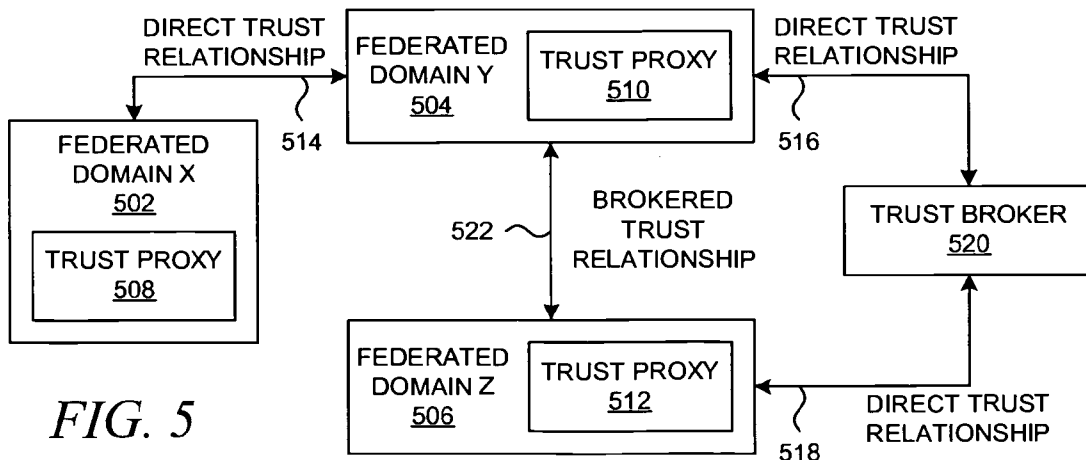 DIRECT TRUST
RELATIONSHIP
514
FEDERATED
DOMAIN Y
504
TRUST PROXY
510
DIRECT TRUST
RELATIONSHIP
516
FEDERATED
DOMAIN X
502
TRUST PROXY
508
522
BROKERED
TRUST
RELATIONSHIP
TRUST BROKER
520
FEDERATED
DOMAIN Z
506
TRUST PROXY
512
518
DIRECT TRUST
RELATIONSHIP
FIG. 5